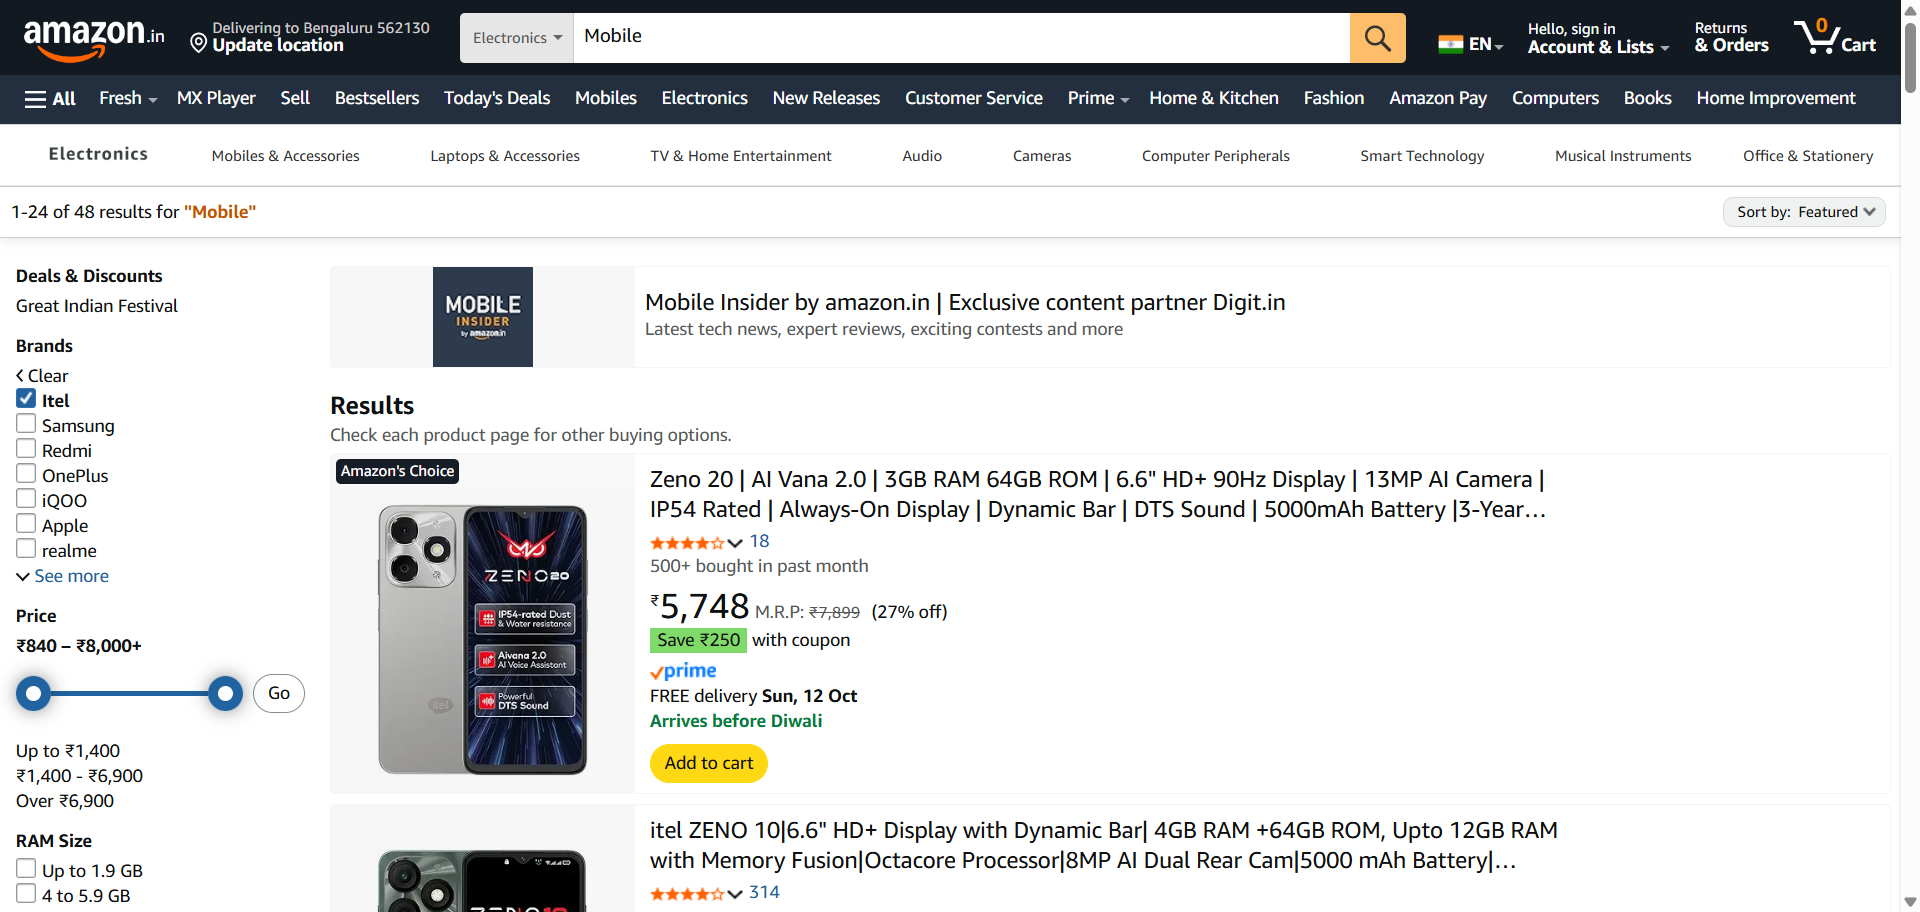 amazon.in
Delivering to Bengaluru 562130
Update location
Electronics
Mobile
EN
Hello, sign in
Account & Lists
Returns
& Orders
0
Cart
All
Fresh
MX Player
Sell
Bestsellers
Today's Deals
Mobiles
Electronics
New Releases
Customer Service
Prime
Home & Kitchen
Fashion
Amazon Pay
Computers
Books
Home Improvement
Electronics
Mobiles & Accessories
Laptops & Accessories
TV & Home Entertainment
Audio
Cameras
Computer Peripherals
Smart Technology
Musical Instruments
Office & Stationery
1-24 of 48 results for "Mobile"
Sort by: Featured
Deals & Discounts
Great Indian Festival
Brands
Clear
Itel
Samsung
Redmi
OnePlus
iQOO
Apple
realme
See more
Price
₹840 – ₹8,000+
Go
Up to ₹1,400
₹1,400 - ₹6,900
Over ₹6,900
RAM Size
Up to 1.9 GB
4 to 5.9 GB
MOBILE
INSIDER
by amazon.in
Mobile Insider by amazon.in | Exclusive content partner Digit.in
Latest tech news, expert reviews, exciting contests and more
Results
Check each product page for other buying options.
Amazon's Choice
ZENO 20
IP54-rated Dust
& Water resistance
Aivana 2.0
AI Voice Assistant
Powerful
DTS Sound
itel
Zeno 20 | AI Vana 2.0 | 3GB RAM 64GB ROM | 6.6" HD+ 90Hz Display | 13MP AI Camera |
IP54 Rated | Always-On Display | Dynamic Bar | DTS Sound | 5000mAh Battery |3-Year…
18
500+ bought in past month
₹5,748 M.R.P: ₹7,899 (27% off)
Save ₹250 with coupon
prime
FREE delivery Sun, 12 Oct
Arrives before Diwali
Add to cart
ZENO 10
itel ZENO 10|6.6" HD+ Display with Dynamic Bar| 4GB RAM +64GB ROM, Upto 12GB RAM
with Memory Fusion|Octacore Processor|8MP AI Dual Rear Cam|5000 mAh Battery|…
314